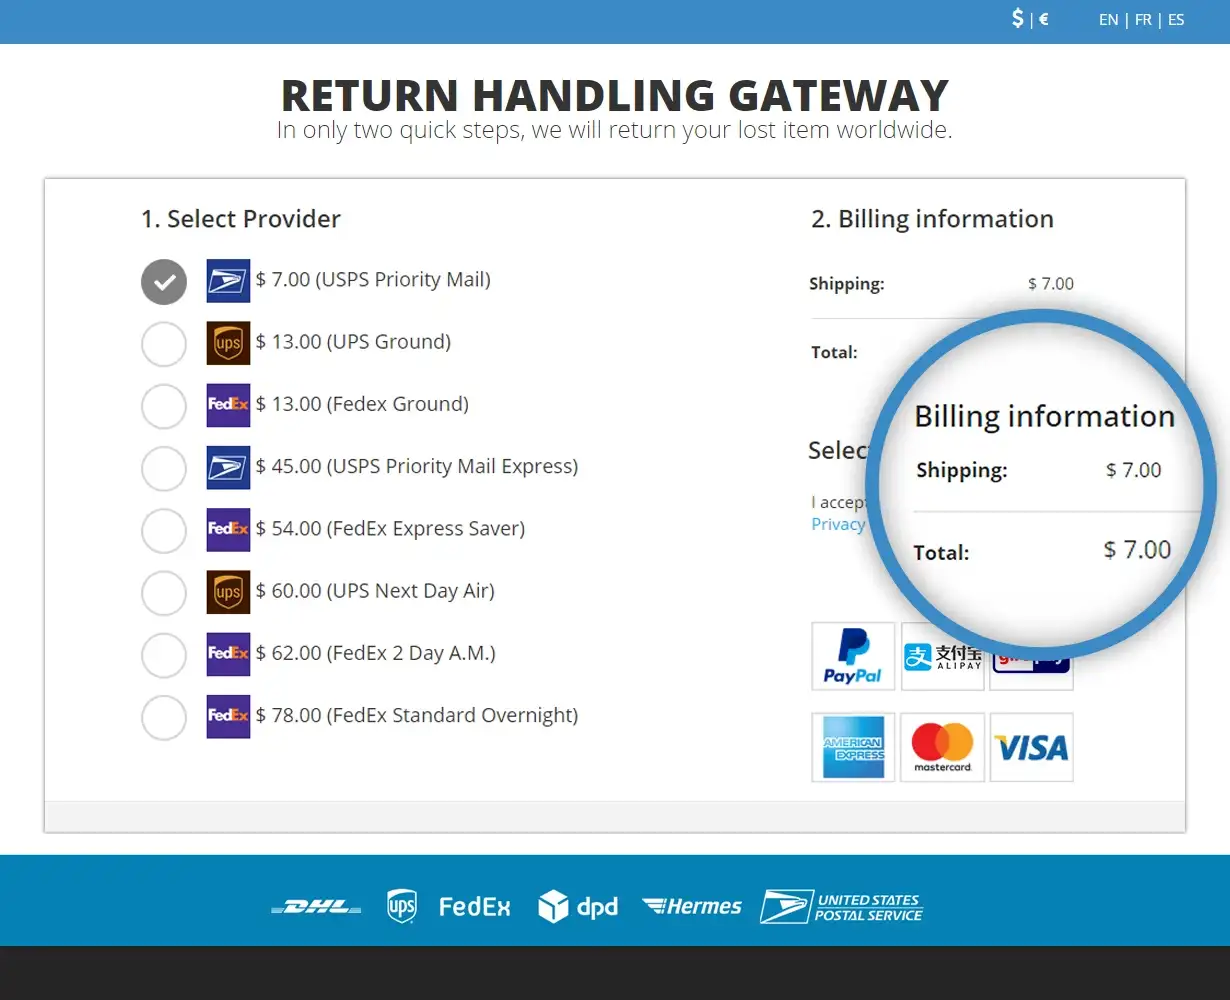 $ | € EN | FR | ES
RETURN HANDLING GATEWAY
In only two quick steps, we will return your lost item worldwide.
1. Select Provider
$ 7.00 (USPS Priority Mail)
ups $ 13.00 (UPS Ground)
FedEx $ 13.00 (Fedex Ground)
$ 45.00 (USPS Priority Mail Express)
FedEx $ 54.00 (FedEx Express Saver)
ups $ 60.00 (UPS Next Day Air)
FedEx $ 62.00 (FedEx 2 Day A.M.)
FedEx $ 78.00 (FedEx Standard Overnight)
2. Billing information
Shipping: $ 7.00
Total:
Billing information
Shipping: $ 7.00
Total: $ 7.00
Selec
I accept
Privacy
PayPal 支付宝 ALIPAY
AMERICAN EXPRESS mastercard VISA
DHL ups FedEx dpd Hermes UNITED STATES POSTAL SERVICE